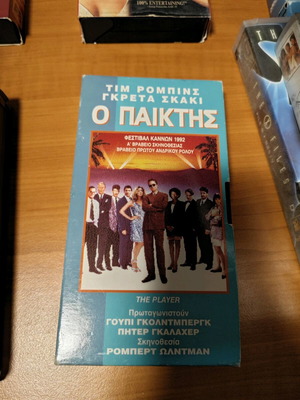 100% ENTERTAINING!"
ΤΙΜ ΡΟΜΠΙΝΣ
ΓΚΡΕΤΑ ΣΚΑΚΙ
Ο ΠΑΙΚΤΗΣ
ΦΕΣΤΙΒΑΛ ΚΑΝΝΩΝ 1992
Α' ΒΡΑΒΕΙΟ ΣΚΗΝΟΘΕΣΙΑΣ
ΒΡΑΒΕΙΟ ΠΡΩΤΟΥ ΑΝΔΡΙΚΟΥ ΡΟΛΟΥ
THE PLAYER
Πρωταγωνιστούν
ΓΟΥΠΙ ΓΚΟΛΝΤΜΠΕΡΓΚ
ΠΗΤΕΡ ΓΚΑΛΑΧΕΡ
Σκηνοθεσία
ΡΟΜΠΕΡΤ ΩΛΝΤΜΑΝ